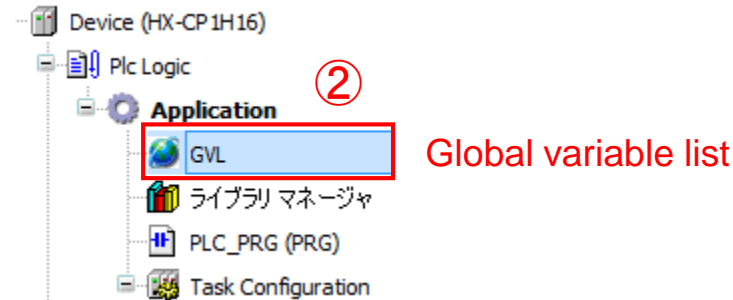 Device (HX-CP1H16)
Plc Logic
②
Application
GVL
Global variable list
ライブラリ マネージャ
PLC_PRG (PRG)
Task Configuration